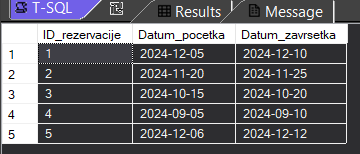 T-SQL Results Message
ID_rezervacije Datum_pocetka Datum_zavrsetka
1 1 2024-12-05 2024-12-10
2 2 2024-11-20 2024-11-25
3 3 2024-10-15 2024-10-20
4 4 2024-09-05 2024-09-10
5 5 2024-12-06 2024-12-12